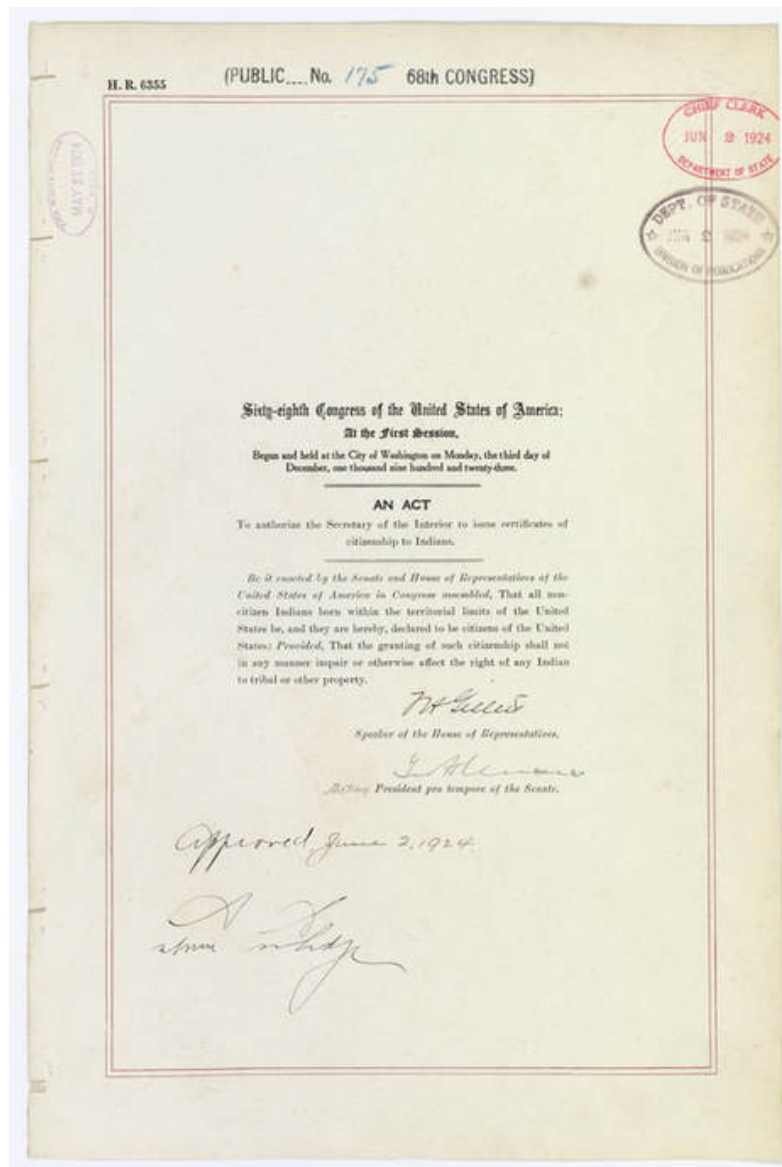 H. R. 6355
(PUBLIC No. 175 68th CONGRESS)
CHIEF CLERK
JUN 2 1924
DEPARTMENT OF STATE
DEPT. OF STATE
JUN 2 1924
DIVISION OF PUBLICATIONS
MAY 1924
Sixty-eighth Congress of the United States of America;
At the First Session,
Begun and held at the City of Washington on Monday, the third day of
December, one thousand nine hundred and twenty-three.
AN ACT
To authorize the Secretary of the Interior to issue certificates of
citizenship to Indians.
Be it enacted by the Senate and House of Representatives of the
United States of America in Congress assembled, That all non-
citizen Indians born within the territorial limits of the United
States be, and they are hereby, declared to be citizens of the United
States: Provided, That the granting of such citizenship shall not
in any manner impair or otherwise affect the right of any Indian
to tribal or other property.
Speaker of the House of Representatives.
Acting President pro tempore of the Senate.
Approved June 2, 1924